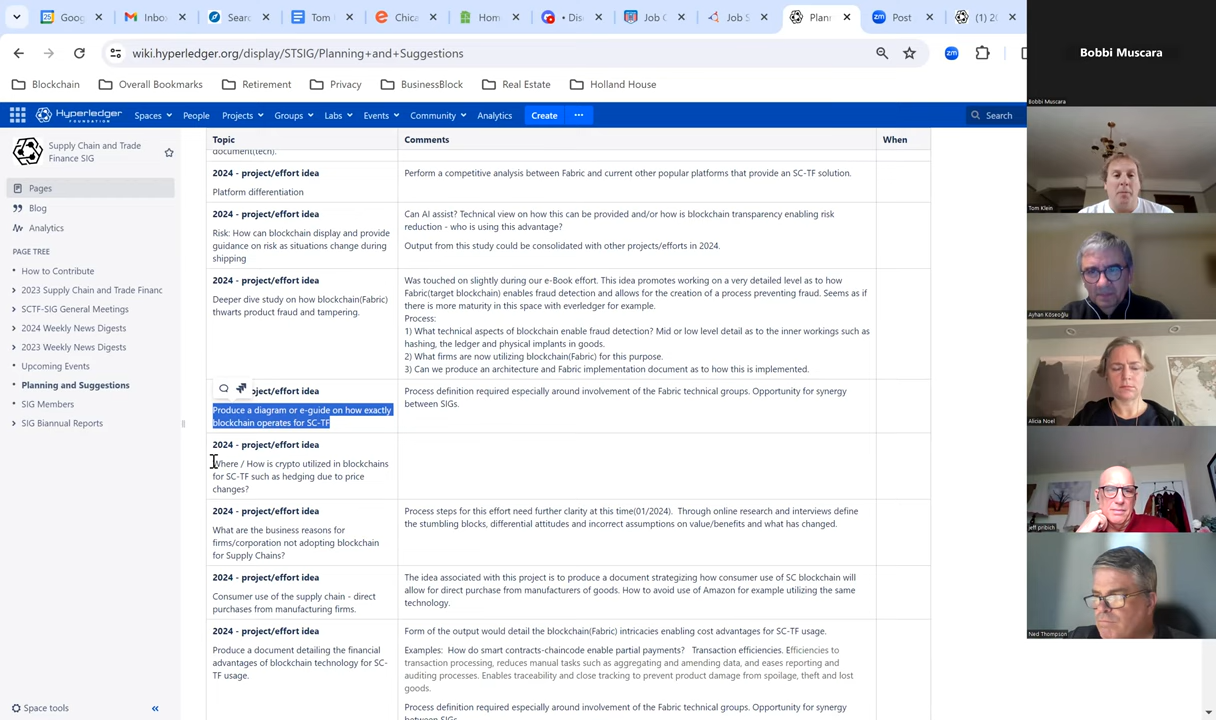 Goog
Inbo
Searc
Tom
Chica
Hom
Disc
Job C
Job S
Plann
Post
(1) 20
wiki.hyperledger.org/display/STSIG/Planning+and+Suggestions
Blockchain
Overall Bookmarks
Retirement
Privacy
BusinessBlock
Real Estate
Holland House
HYPERLEDGER
FOUNDATION
Spaces
People
Projects
Groups
Labs
Events
Community
Analytics
Create
Search
Supply Chain and Trade
Finance SIG
Pages
Blog
Analytics
PAGE TREE
How to Contribute
2023 Supply Chain and Trade Financ
SCTF-SIG General Meetings
2024 Weekly News Digests
2023 Weekly News Digests
Upcoming Events
Planning and Suggestions
SIG Members
SIG Biannual Reports
Space tools
Topic
Comments
When
document(tech).
2024 - project/effort idea
Platform differentiation
Perform a competitive analysis between Fabric and current other popular platforms that provide an SC-TF solution.
2024 - project/effort idea
Risk: How can blockchain display and provide
guidance on risk as situations change during
shipping
Can AI assist? Technical view on how this can be provided and/or how is blockchain transparency enabling risk
reduction - who is using this advantage?
Output from this study could be consolidated with other projects/efforts in 2024.
2024 - project/effort idea
Deeper dive study on how blockchain(Fabric)
thwarts product fraud and tampering.
Was touched on slightly during our e-Book effort. This idea promotes working on a very detailed level as to how
Fabric(target blockchain) enables fraud detection and allows for the creation of a process preventing fraud. Seems as if
there is more maturity in this space with everledger for example.
Process:
1) What technical aspects of blockchain enable fraud detection? Mid or low level detail as to the inner workings such as
hashing, the ledger and physical implants in goods.
2) What firms are now utilizing blockchain(Fabric) for this purpose.
3) Can we produce an architecture and Fabric implementation document as to how this is implemented.
oject/effort idea
Produce a diagram or e-guide on how exactly
blockchain operates for SC-TF
Process definition required especially around involvement of the Fabric technical groups. Opportunity for synergy
between SIGs.
2024 - project/effort idea
Where / How is crypto utilized in blockchains
for SC-TF such as hedging due to price
changes?
2024 - project/effort idea
What are the business reasons for
firms/corporation not adopting blockchain
for Supply Chains?
Process steps for this effort need further clarity at this time(01/2024). Through online research and interviews define
the stumbling blocks, differential attitudes and incorrect assumptions on value/benefits and what has changed.
2024 - project/effort idea
Consumer use of the supply chain - direct
purchases from manufacturing firms.
The idea associated with this project is to produce a document strategizing how consumer use of SC blockchain will
allow for direct purchase from manufacturers of goods. How to avoid use of Amazon for example utilizing the same
technology.
2024 - project/effort idea
Produce a document detailing the financial
advantages of blockchain technology for SC-
TF usage.
Form of the output would detail the blockchain(Fabric) intricacies enabling cost advantages for SC-TF usage.
Examples: How do smart contracts-chaincode enable partial payments? Transaction efficiencies. Efficiencies to
transaction processing, reduces manual tasks such as aggregating and amending data, and eases reporting and
auditing processes. Enables traceability and close tracking to prevent product damage from spoilage, theft and lost
goods.
Process definition required especially around involvement of the Fabric technical groups. Opportunity for synergy
between SIGs.
Bobbi Muscara
Bobbi Muscara
Tom Klein
Ayhan Köseoğlu
Alicia Noel
jeff pribich
Ned Thompson